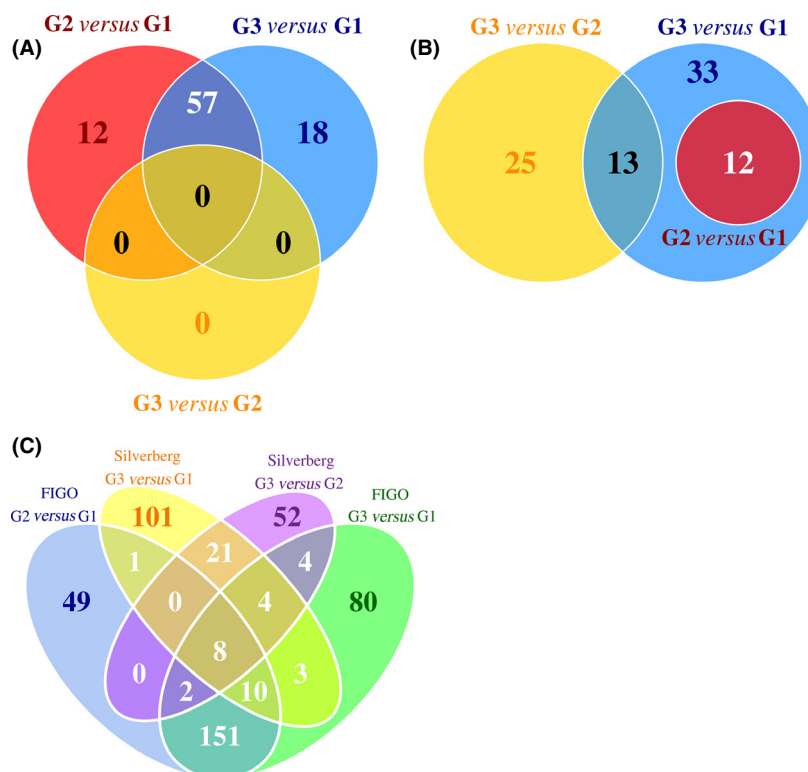 (A)
G2 versus G1
G3 versus G1
12
57
18
0
0
0
0
G3 versus G2
(B)
G3 versus G2
G3 versus G1
33
25
13
12
G2 versus G1
(C)
Silverberg
G3 versus G1
Silverberg
G3 versus G2
FIGO
G2 versus G1
FIGO
G3 versus G1
101
52
1
21
4
49
0
4
80
8
0
2
10
3
151